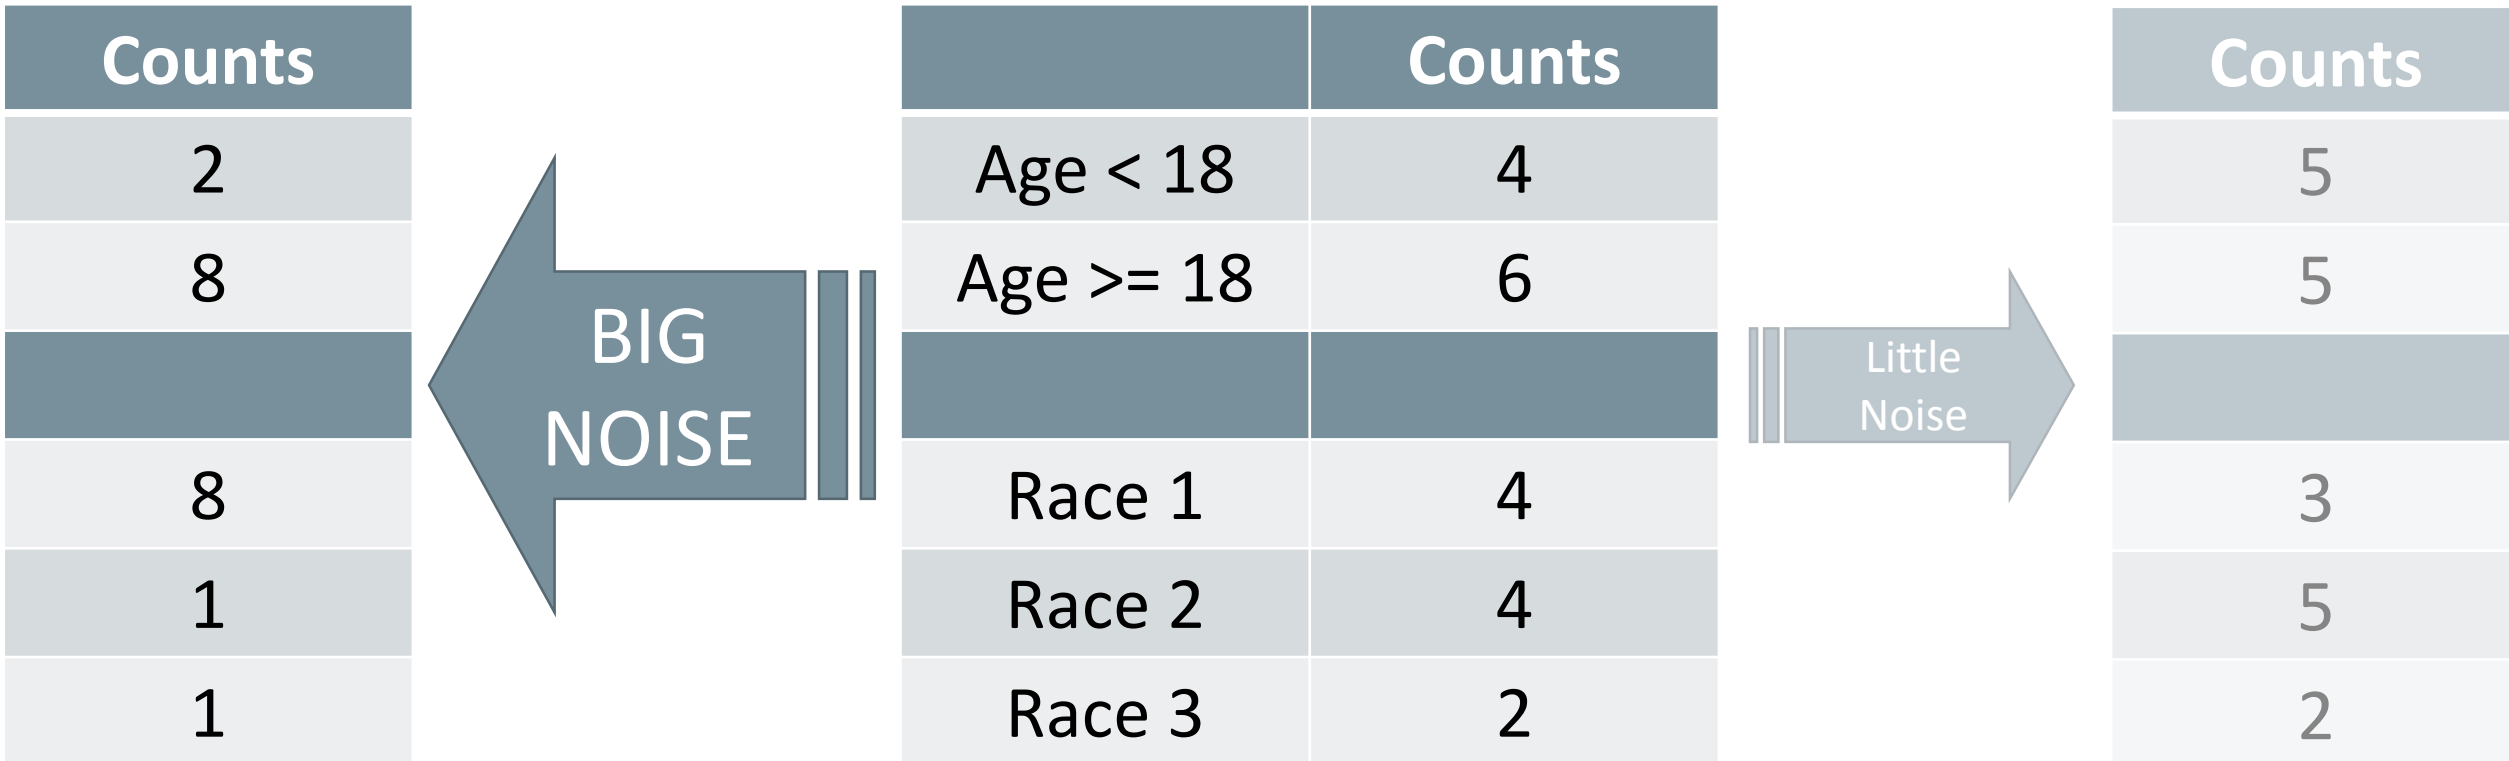 Counts
2
8
8
1
1
BIG
NOISE
Counts
Age < 18 4
Age >= 18 6
Race 1 4
Race 2 4
Race 3 2
Little
Noise
Counts
5
5
3
5
2